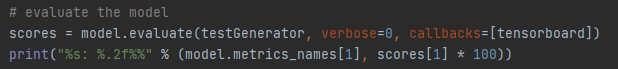 # evaluate the model
scores = model.evaluate(testGenerator, verbose=0, callbacks=[tensorboard])
print("%s: %.2f%%" % (model.metrics_names[1], scores[1] * 100))